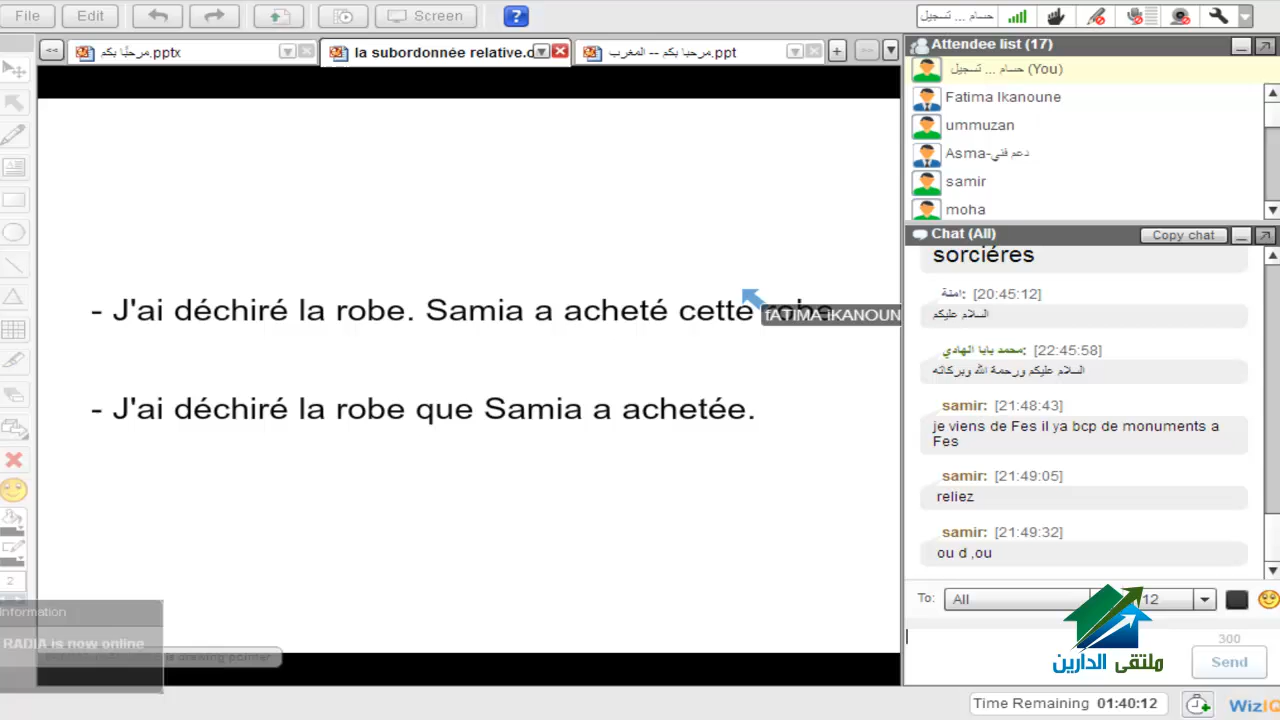 File Edit Screen ?
حسام ... تسجيل
<< مرحبا بكم.pptx la subordonnée relative. مرحبا بكم -- المغرب.ppt + >>
Attendee list (17)
حسام ... تسجيل (You)
Fatima Ikanoune
ummuzan
Asma-دعم فني
samir
moha
Chat (All) Copy chat
sorciéres
امنة: [20:45:12]
السلام عليكم
محمد بابا الهادي: [22:45:58]
السلام عليكم ورحمة الله وبركاته
samir: [21:48:43]
je viens de Fes il ya bcp de monuments a
Fes
samir: [21:49:05]
reliez
samir: [21:49:32]
ou d ,ou
- J'ai déchiré la robe. Samia a acheté cette robe
fATIMA iKANOUN
- J'ai déchiré la robe que Samia a achetée.
2
Information
RADIA is now online
is drawing pointer
To: All 12
300
Send
ملتقى الدارين
Time Remaining 01:40:12
WizIQ